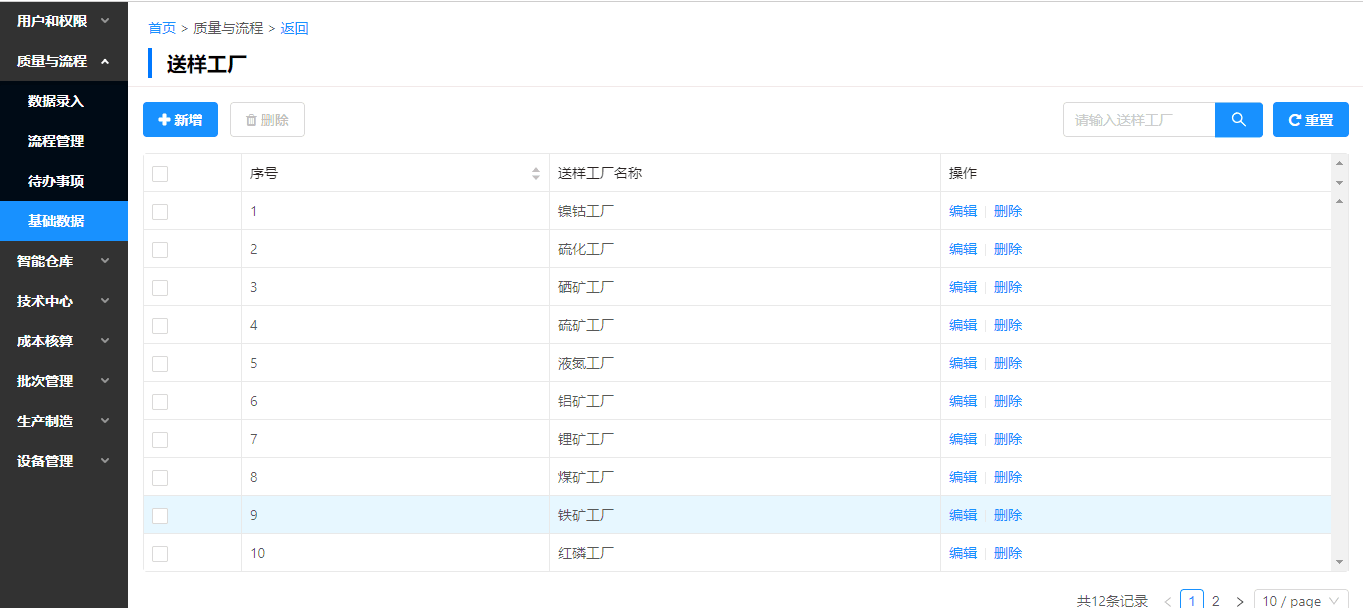 用户和权限
质量与流程
数据录入
流程管理
待办事项
基础数据
智能仓库
技术中心
成本核算
批次管理
生产制造
设备管理
首页 > 质量与流程 > 返回
送样工厂
新增 删除 请输入送样工厂 重置
序号 送样工厂名称 操作
1 镍钴工厂 编辑 删除
2 硫化工厂 编辑 删除
3 硒矿工厂 编辑 删除
4 硫矿工厂 编辑 删除
5 液氮工厂 编辑 删除
6 铝矿工厂 编辑 删除
7 锂矿工厂 编辑 删除
8 煤矿工厂 编辑 删除
9 铁矿工厂 编辑 删除
10 红磷工厂 编辑 删除
共12条记录 < 1 2 > 10 / page